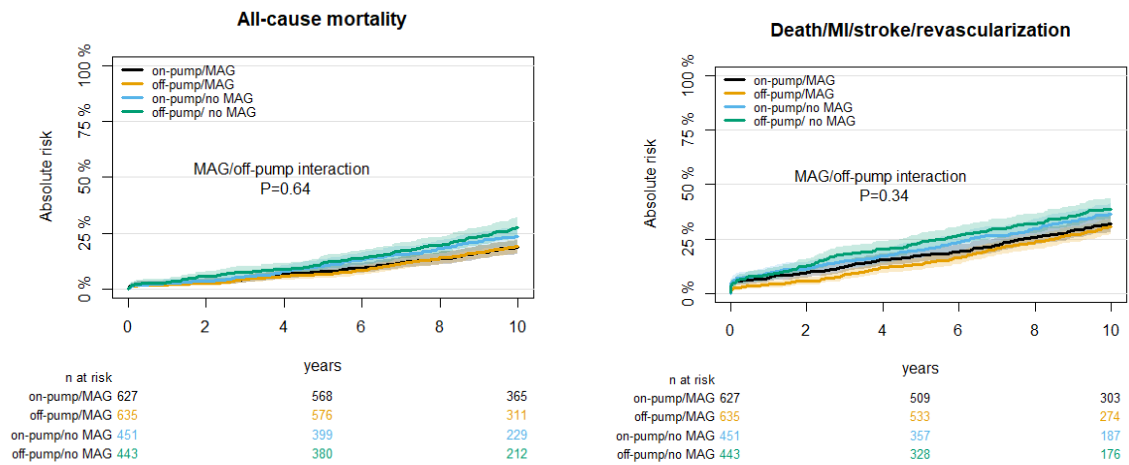 All-cause mortality
100 %
75 %
50 %
25 %
0 %
Absolute risk
on-pump/MAG
off-pump/MAG
on-pump/no MAG
off-pump/ no MAG
MAG/off-pump interaction
P=0.64
0 2 4 6 8 10
years
n at risk
on-pump/MAG 627 568 365
off-pump/MAG 635 576 311
on-pump/no MAG 451 399 229
off-pump/no MAG 443 380 212
Death/MI/stroke/revascularization
100 %
75 %
50 %
25 %
0 %
Absolute risk
on-pump/MAG
off-pump/MAG
on-pump/no MAG
off-pump/ no MAG
MAG/off-pump interaction
P=0.34
0 2 4 6 8 10
years
n at risk
on-pump/MAG 627 509 303
off-pump/MAG 635 533 274
on-pump/no MAG 451 357 187
off-pump/no MAG 443 328 176